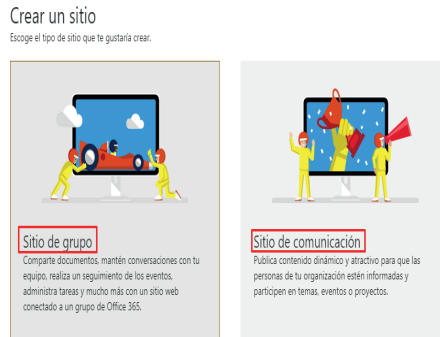 Crear un sitio
Escoge el tipo de sitio que te gustaría crear.
Sitio de grupo
Comparte documentos, mantén conversaciones con tu
equipo, realiza un seguimiento de los eventos,
administra tareas y mucho más con un sitio web
conectado a un grupo de Office 365.
Sitio de comunicación
Publica contenido dinámico y atractivo para que las
personas de tu organización estén informadas y
participen en temas, eventos o proyectos.